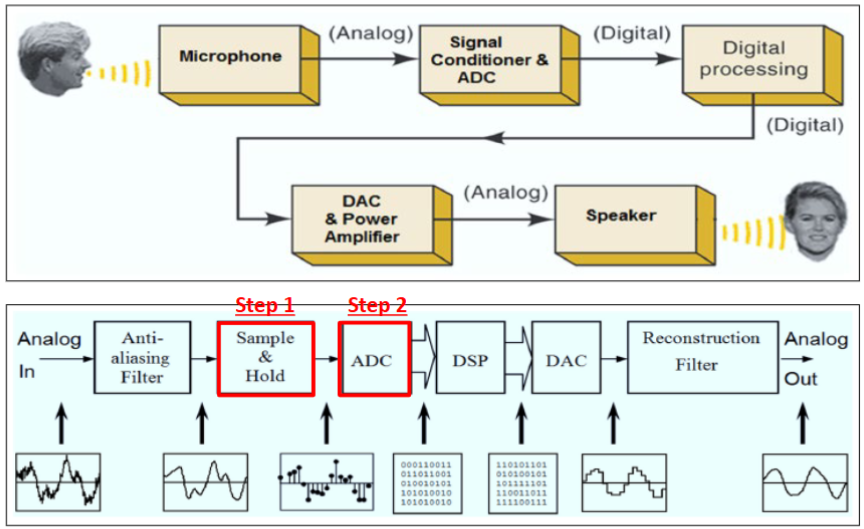 (Analog)
(Digital)
Microphone
Signal
Conditioner &
ADC
Digital
processing
(Digital)
DAC
& Power
Amplifier
(Analog)
Speaker
Step 1
Step 2
Analog
In
Anti-
aliasing
Filter
Sample
&
Hold
ADC
DSP
DAC
Reconstruction
Filter
Analog
Out
000110011
011011001
010010101
101010010
101010010
110101101
010100101
101111101
110011011
111100111